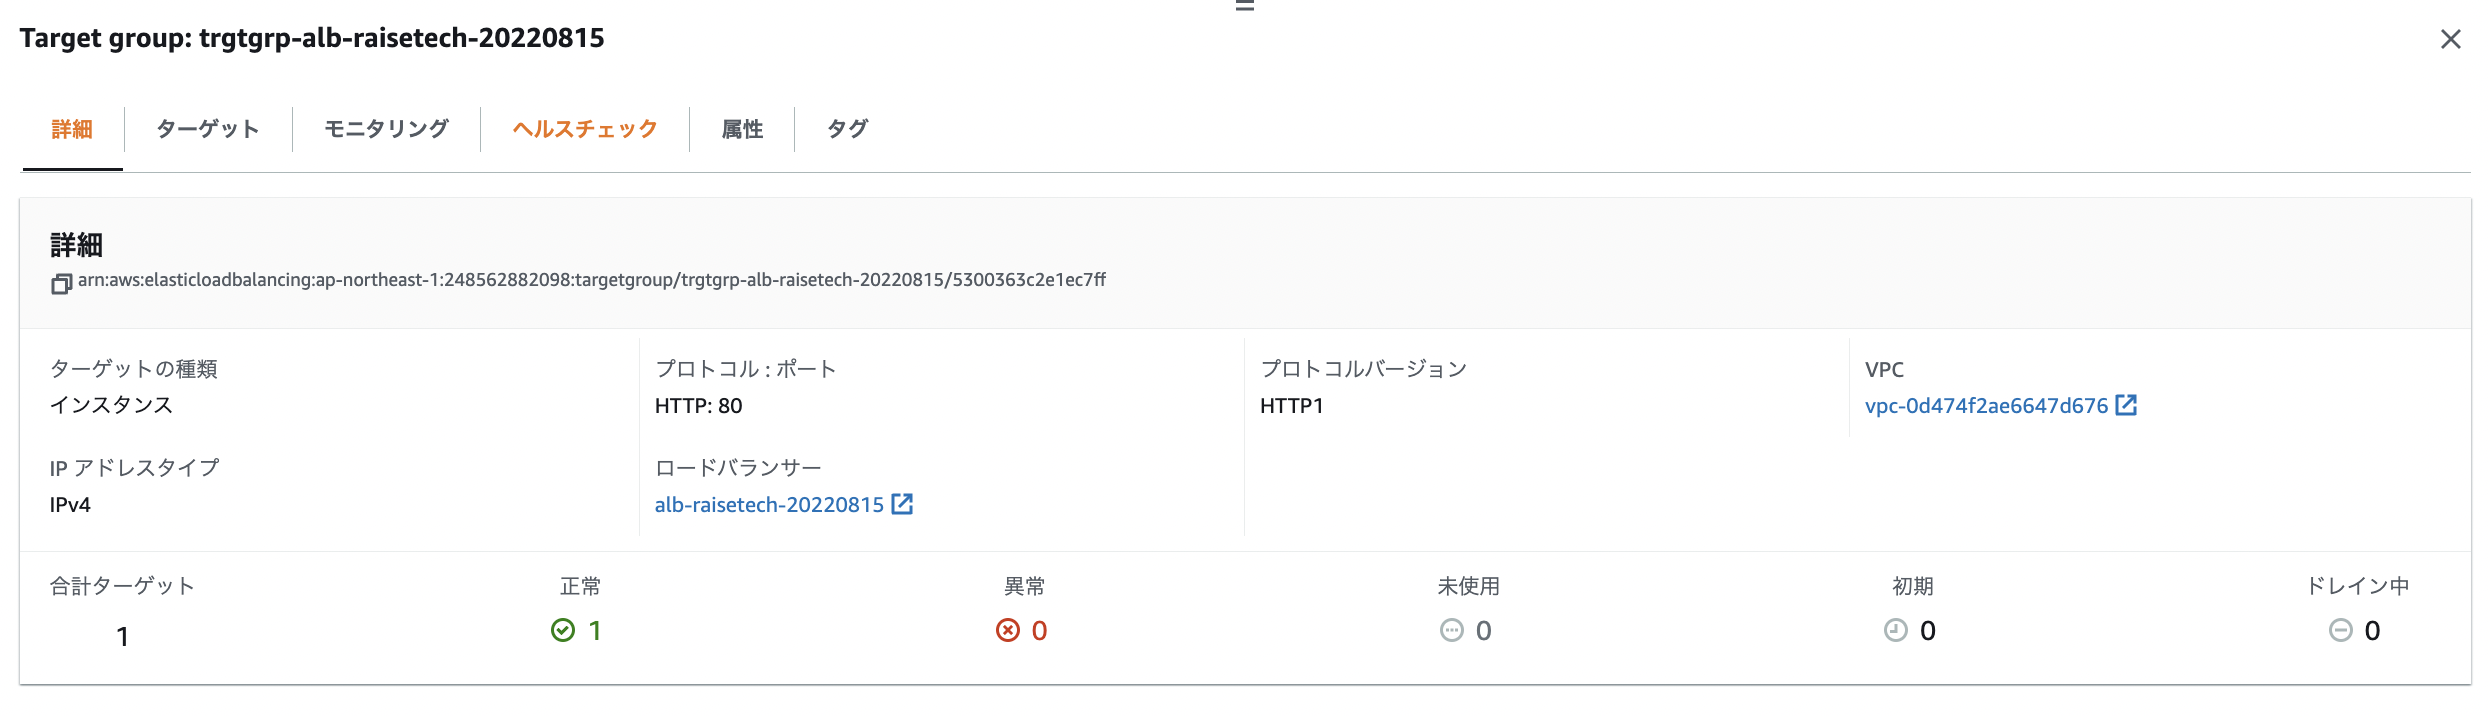 Target group: trgtgrp-alb-raisetech-20220815
詳細 ターゲット モニタリング ヘルスチェック 属性 タグ
詳細
arn:aws:elasticloadbalancing:ap-northeast-1:248562882098:targetgroup/trgtgrp-alb-raisetech-20220815/5300363c2e1ec7ff
ターゲットの種類 プロトコル : ポート プロトコルバージョン VPC
インスタンス HTTP: 80 HTTP1 vpc-0d474f2ae6647d676
IP アドレスタイプ ロードバランサー
IPv4 alb-raisetech-20220815
合計ターゲット 正常 異常 未使用 初期 ドレイン中
1 1 0 0 0 0